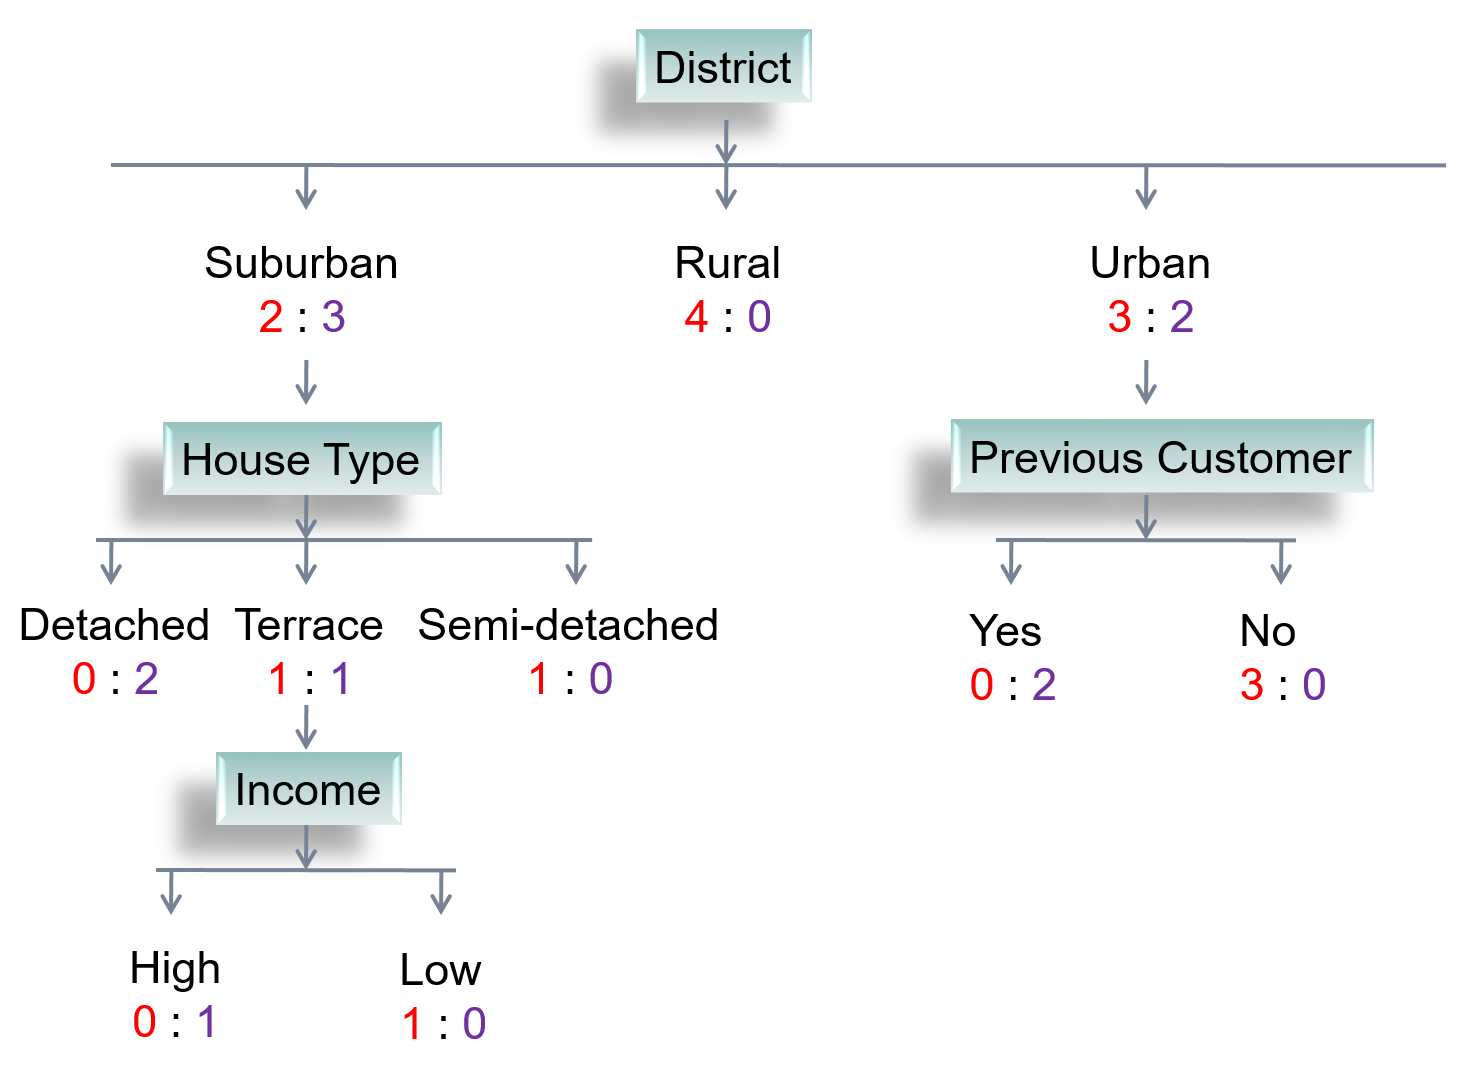 District
Suburban Rural Urban
2 : 3 4 : 0 3 : 2
House Type Previous Customer
Detached Terrace Semi-detached Yes No
0 : 2 1 : 1 1 : 0 0 : 2 3 : 0
Income
High Low
0 : 1 1 : 0